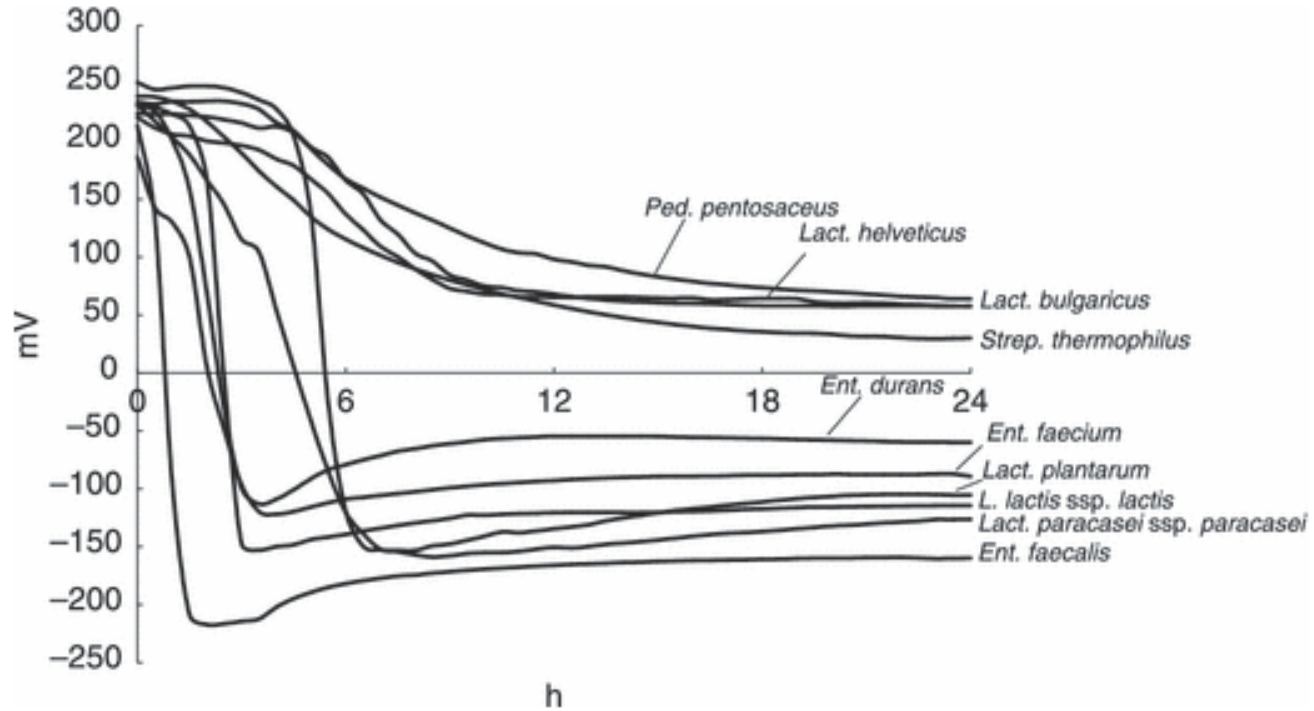 300
250
200
150
100
50
0
−50
−100
−150
−200
−250
mV
0
6
12
18
24
h
Ped. pentosaceus
Lact. helveticus
Lact. bulgaricus
Strep. thermophilus
Ent. durans
Ent. faecium
Lact. plantarum
L. lactis ssp. lactis
Lact. paracasei ssp. paracasei
Ent. faecalis